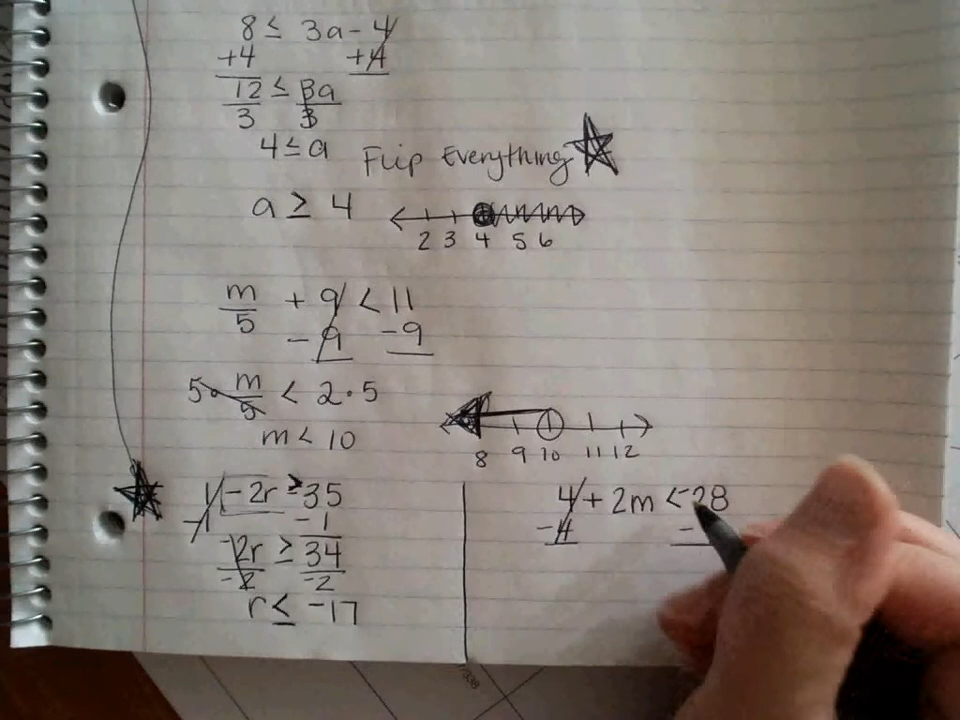 8 ≤ 3a - 4
+4 +4
12 ≤ 3a
3 3
4 ≤ a Flip Everything
a ≥ 4
2 3 4 5 6
m/5 + 9 < 11
- 9 -9
5 · m/5 < 2 · 5
m < 10
8 9 10 11 12
1 - 2r ≥ 35
-1 -1
-2r ≥ 34
-2 -2
r ≤ -17
4 + 2m < -28
-4 -
338